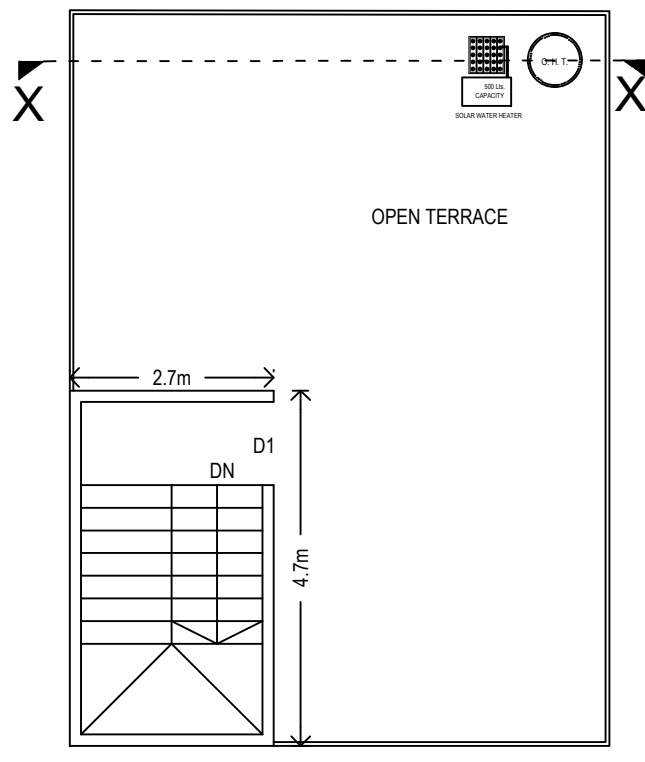 O. H. T.
500 Lts.
CAPACITY
SOLAR WATER HEATER
X
X
OPEN TERRACE
2.7m
D1
DN
4.7m